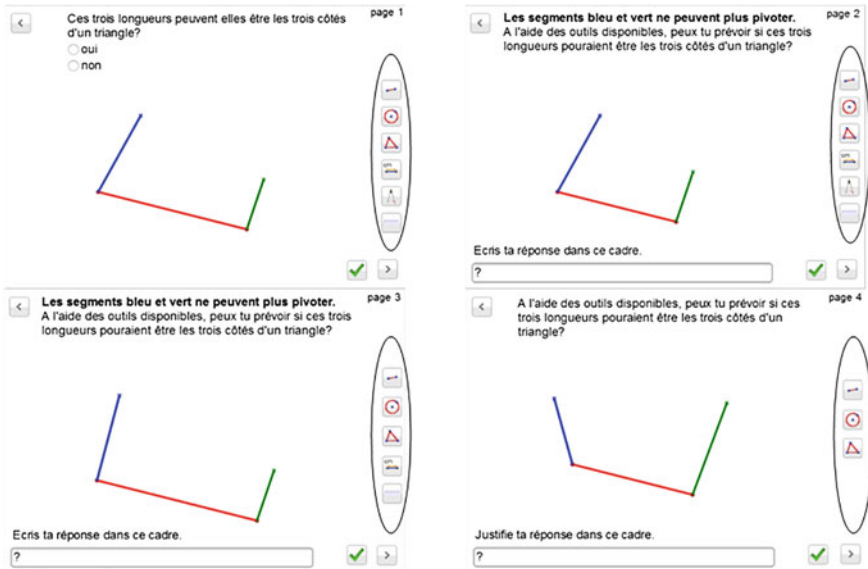 page 1
Ces trois longueurs peuvent elles être les trois côtés
d'un triangle?
oui
non
page 2
Les segments bleu et vert ne peuvent plus pivoter.
A l'aide des outils disponibles, peux tu prévoir si ces trois
longueurs pouraient être les trois côtés d'un triangle?
Ecris ta réponse dans ce cadre.
?
page 3
Les segments bleu et vert ne peuvent plus pivoter.
A l'aide des outils disponibles, peux tu prévoir si ces trois
longueurs pouraient être les trois côtés d'un triangle?
Ecris ta réponse dans ce cadre.
?
page 4
A l'aide des outils disponibles, peux tu prévoir si ces
trois longueurs pouraient être les trois côtés d'un
triangle?
Justifie ta réponse dans ce cadre.
?